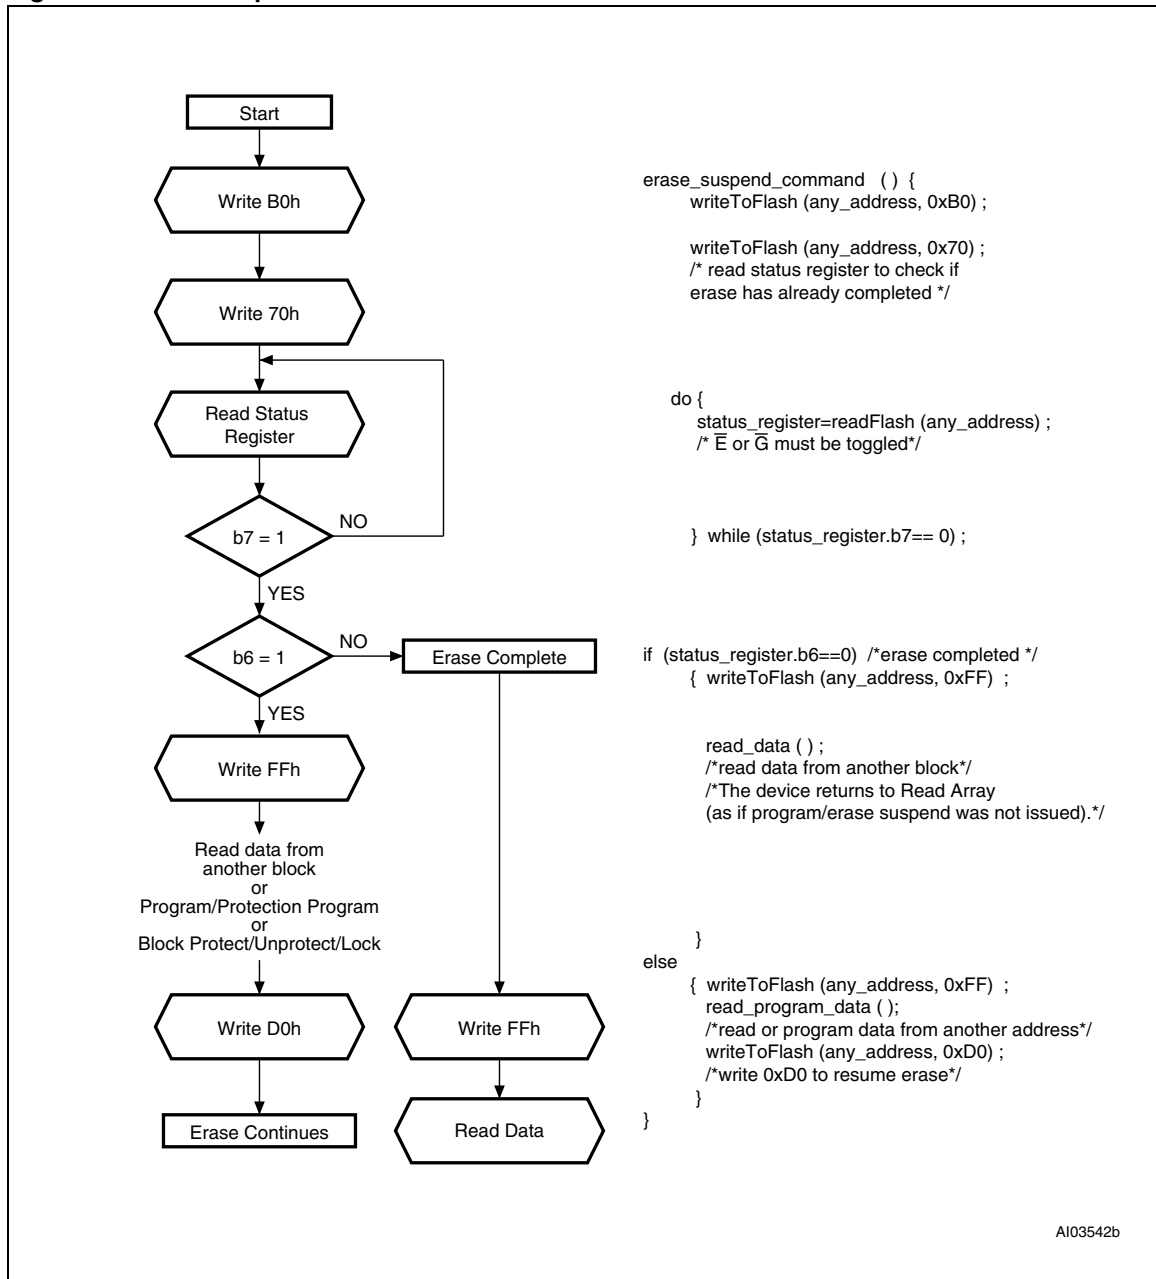 Start
Write B0h
Write 70h
Read Status
Register
b7 = 1
NO
YES
b6 = 1
NO
Erase Complete
YES
Write FFh
Read data from
another block
or
Program/Protection Program
or
Block Protect/Unprotect/Lock
Write D0h
Write FFh
Erase Continues
Read Data
erase_suspend_command ( ) {
writeToFlash (any_address, 0xB0) ;
writeToFlash (any_address, 0x70) ;
/* read status register to check if
erase has already completed */
do {
status_register=readFlash (any_address) ;
/* E̅ or G̅ must be toggled*/
} while (status_register.b7== 0) ;
if (status_register.b6==0) /*erase completed */
{ writeToFlash (any_address, 0xFF) ;
read_data ( ) ;
/*read data from another block*/
/*The device returns to Read Array
(as if program/erase suspend was not issued).*/
}
else
{ writeToFlash (any_address, 0xFF) ;
read_program_data ( );
/*read or program data from another address*/
writeToFlash (any_address, 0xD0) ;
/*write 0xD0 to resume erase*/
}
}
AI03542b